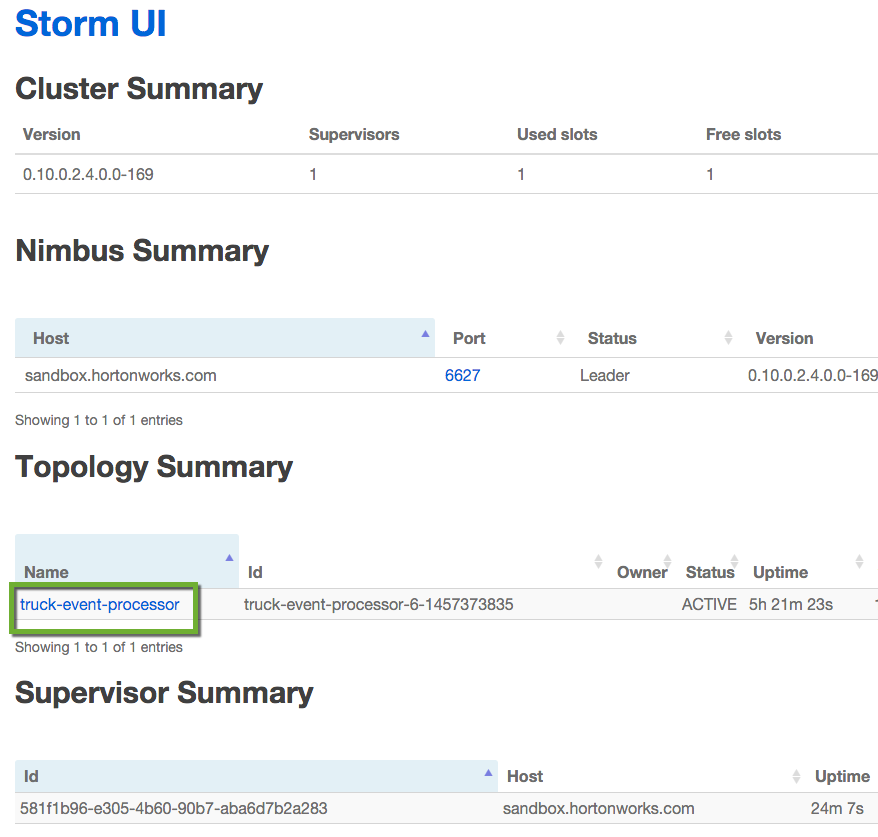 Storm UI
Cluster Summary
Version Supervisors Used slots Free slots
0.10.0.2.4.0.0-169 1 1 1
Nimbus Summary
Host Port Status Version
sandbox.hortonworks.com 6627 Leader 0.10.0.2.4.0.0-169
Showing 1 to 1 of 1 entries
Topology Summary
Name Id Owner Status Uptime
truck-event-processor truck-event-processor-6-1457373835 ACTIVE 5h 21m 23s
Showing 1 to 1 of 1 entries
Supervisor Summary
Id Host Uptime
581f1b96-e305-4b60-90b7-aba6d7b2a283 sandbox.hortonworks.com 24m 7s